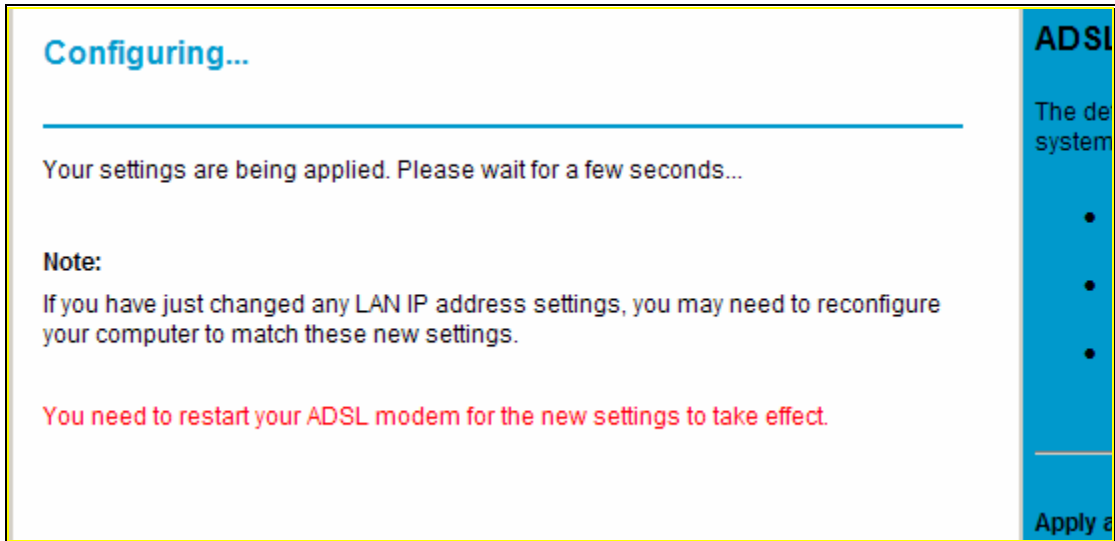 Configuring...
Your settings are being applied. Please wait for a few seconds...
Note:
If you have just changed any LAN IP address settings, you may need to reconfigure
your computer to match these new settings.
You need to restart your ADSL modem for the new settings to take effect.
ADSL
The
system
Apply